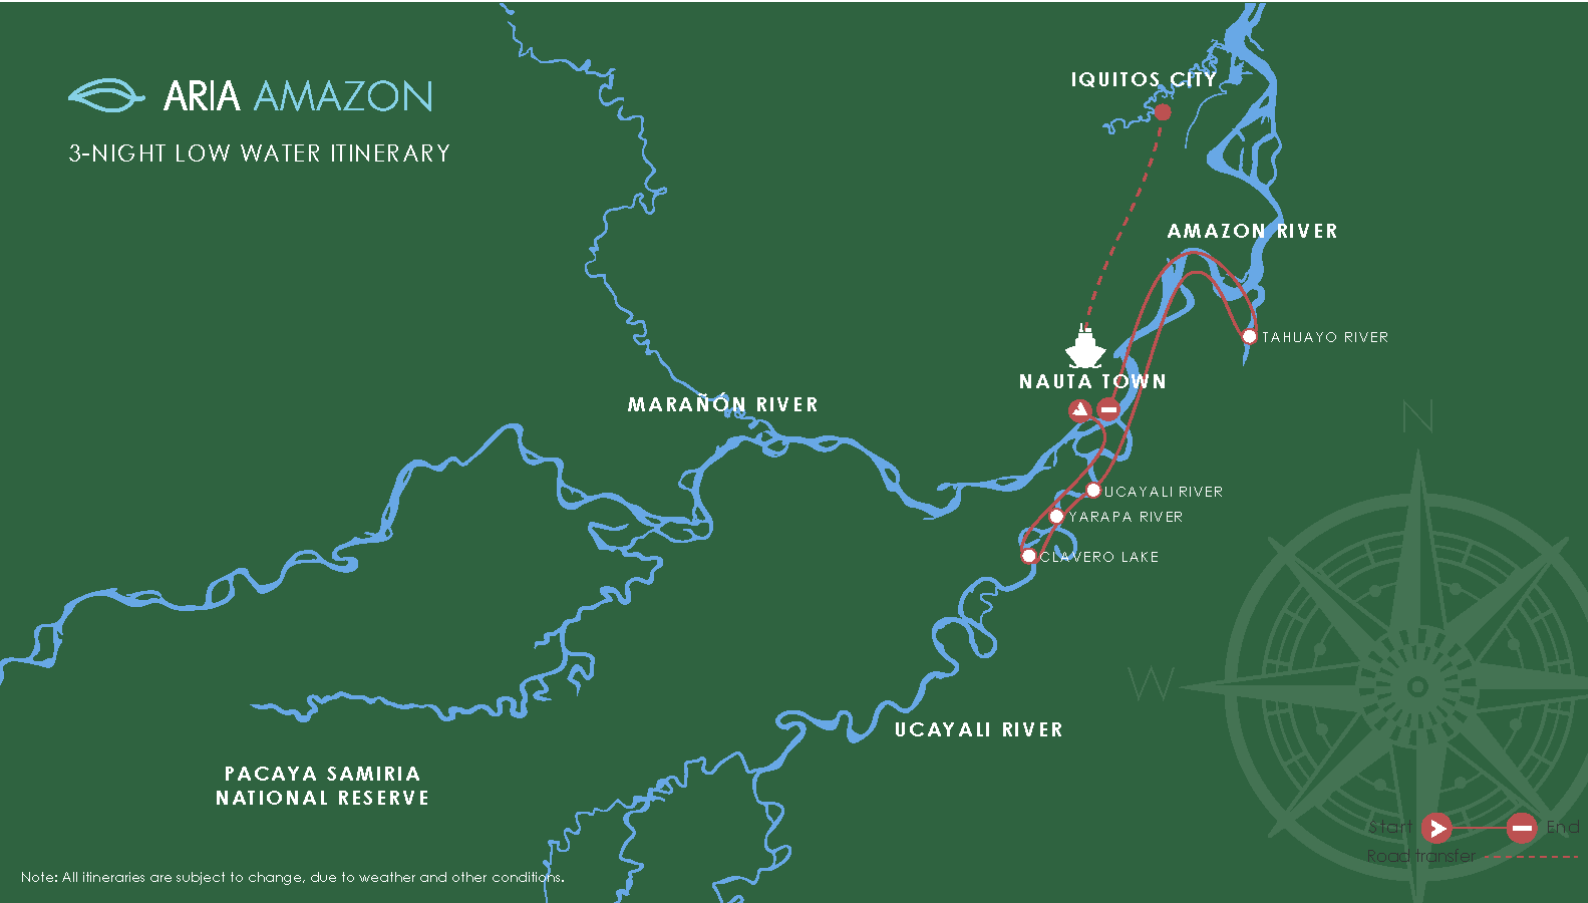 ARIA AMAZON
3-NIGHT LOW WATER ITINERARY
IQUITOS CITY
AMAZON RIVER
TAHUAYO RIVER
NAUTA TOWN
MARAÑÓN RIVER
N
UCAYALI RIVER
YARAPA RIVER
CLAVERO LAKE
W
UCAYALI RIVER
PACAYA SAMIRIA
NATIONAL RESERVE
Start End
Road transfer
Note: All itineraries are subject to change, due to weather and other conditions.